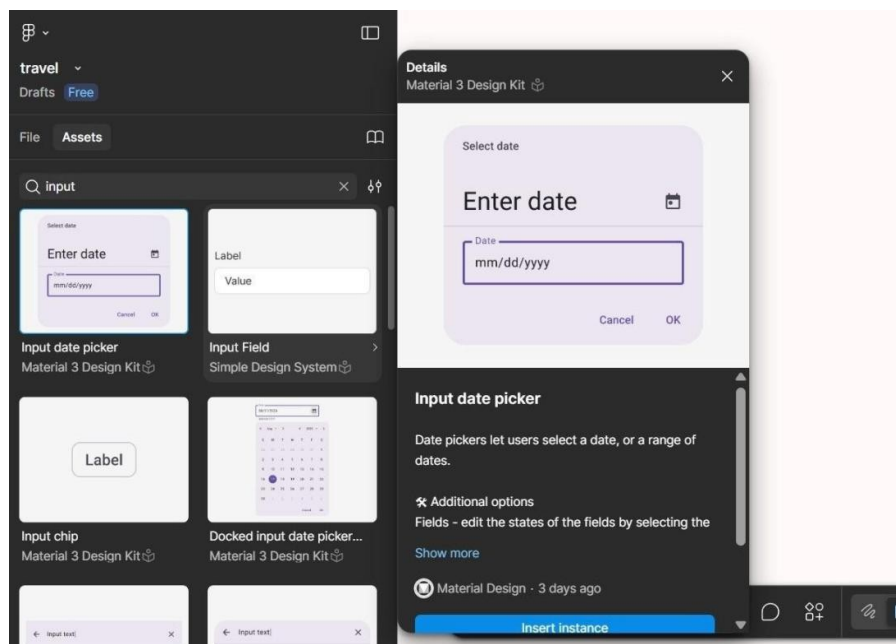 travel
Drafts Free
File Assets
input
Select date
Enter date
Date
mm/dd/yyyy
Cancel OK
Input date picker
Material 3 Design Kit
Label
Value
Input Field
Simple Design System
Label
Input chip
Material 3 Design Kit
Docked input date picker...
Material 3 Design Kit
Input text
Input text
Details
Material 3 Design Kit
Select date
Enter date
Date
mm/dd/yyyy
Cancel OK
Input date picker
Date pickers let users select a date, or a range of
dates.
🛠 Additional options
Fields - edit the states of the fields by selecting the
Show more
Material Design · 3 days ago
Insert instance